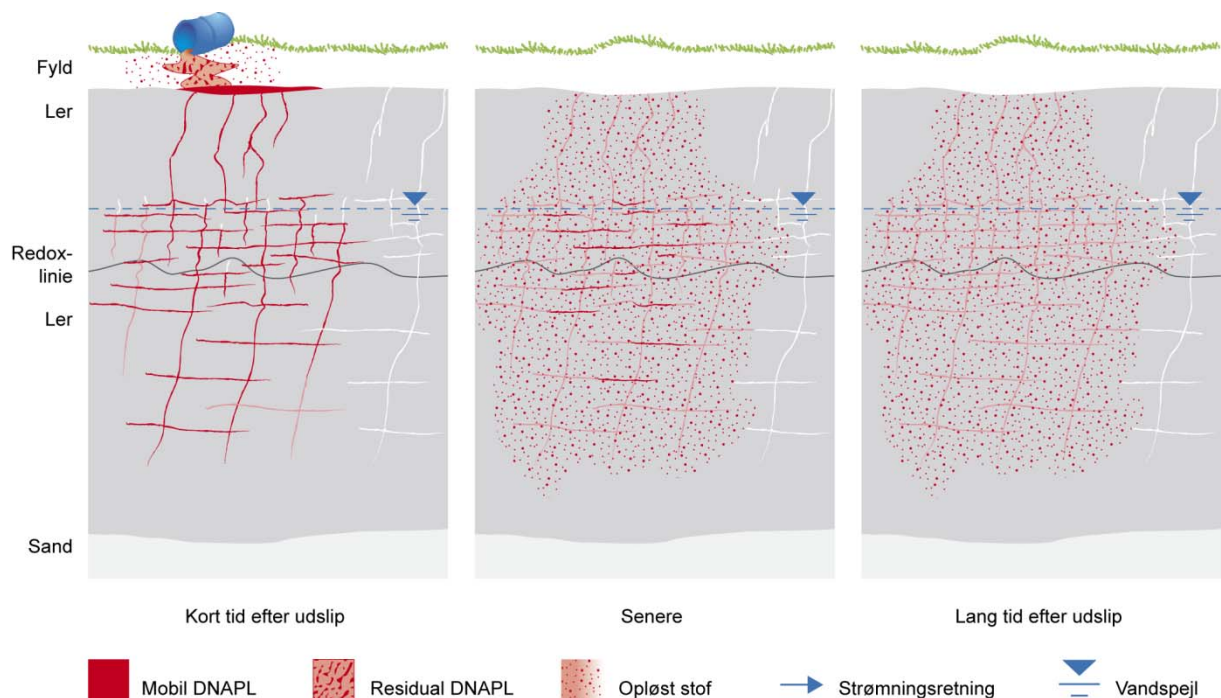 Fyld
Ler
Redox-
linie
Ler
Sand
Kort tid efter udslip
Senere
Lang tid efter udslip
Mobil DNAPL
Residual DNAPL
Opløst stof
Strømningsretning
Vandspejl